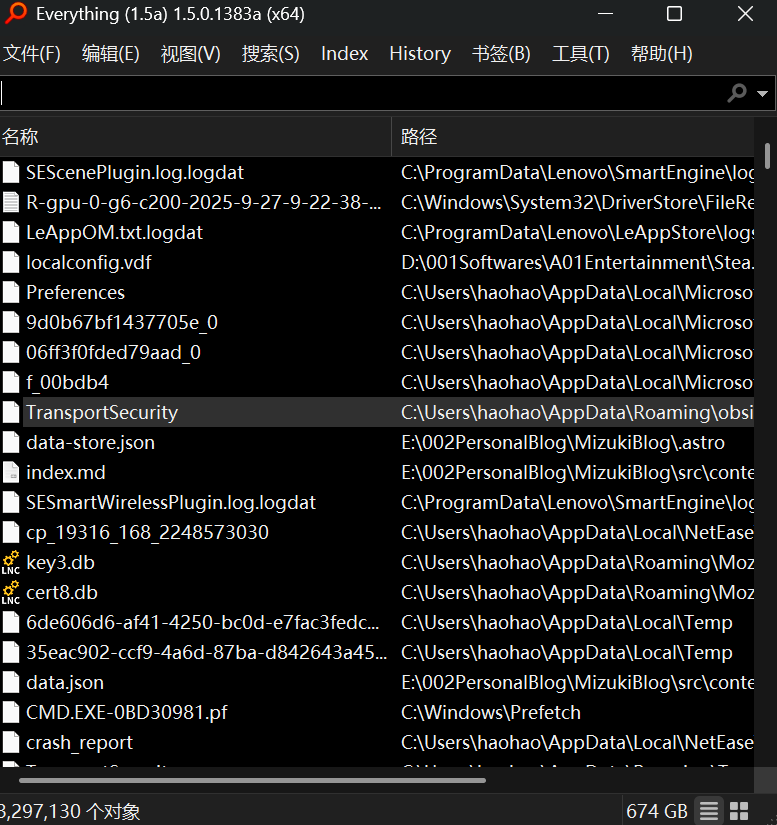 Everything (1.5a) 1.5.0.1383a (x64)
文件(F) 编辑(E) 视图(V) 搜索(S) Index History 书签(B) 工具(T) 帮助(H)
名称 路径
SEScenePlugin.log.logdat C:\ProgramData\Lenovo\SmartEngine\log
R-gpu-0-g6-c200-2025-9-27-9-22-38-... C:\Windows\System32\DriverStore\FileRe
LeAppOM.txt.logdat C:\ProgramData\Lenovo\LeAppStore\logs
localconfig.vdf D:\001Softwares\A01Entertainment\Stea.
Preferences C:\Users\haohao\AppData\Local\Microso
9d0b67bf1437705e_0 C:\Users\haohao\AppData\Local\Microso
06ff3f0fded79aad_0 C:\Users\haohao\AppData\Local\Microso
f_00bdb4 C:\Users\haohao\AppData\Local\Microso
TransportSecurity C:\Users\haohao\AppData\Roaming\obsi
data-store.json E:\002PersonalBlog\MizukiBlog\.astro
index.md E:\002PersonalBlog\MizukiBlog\src\conte
SESmartWirelessPlugin.log.logdat C:\ProgramData\Lenovo\SmartEngine\log
cp_19316_168_2248573030 C:\Users\haohao\AppData\Local\NetEase
key3.db C:\Users\haohao\AppData\Roaming\Moz
cert8.db C:\Users\haohao\AppData\Roaming\Moz
6de606d6-af41-4250-bc0d-e7fac3fedc... C:\Users\haohao\AppData\Local\Temp
35eac902-ccf9-4a6d-87ba-d842643a45... C:\Users\haohao\AppData\Local\Temp
data.json E:\002PersonalBlog\MizukiBlog\src\conte
CMD.EXE-0BD30981.pf C:\Windows\Prefetch
crash_report C:\Users\haohao\AppData\Local\NetEase
3,297,130 个对象 674 GB